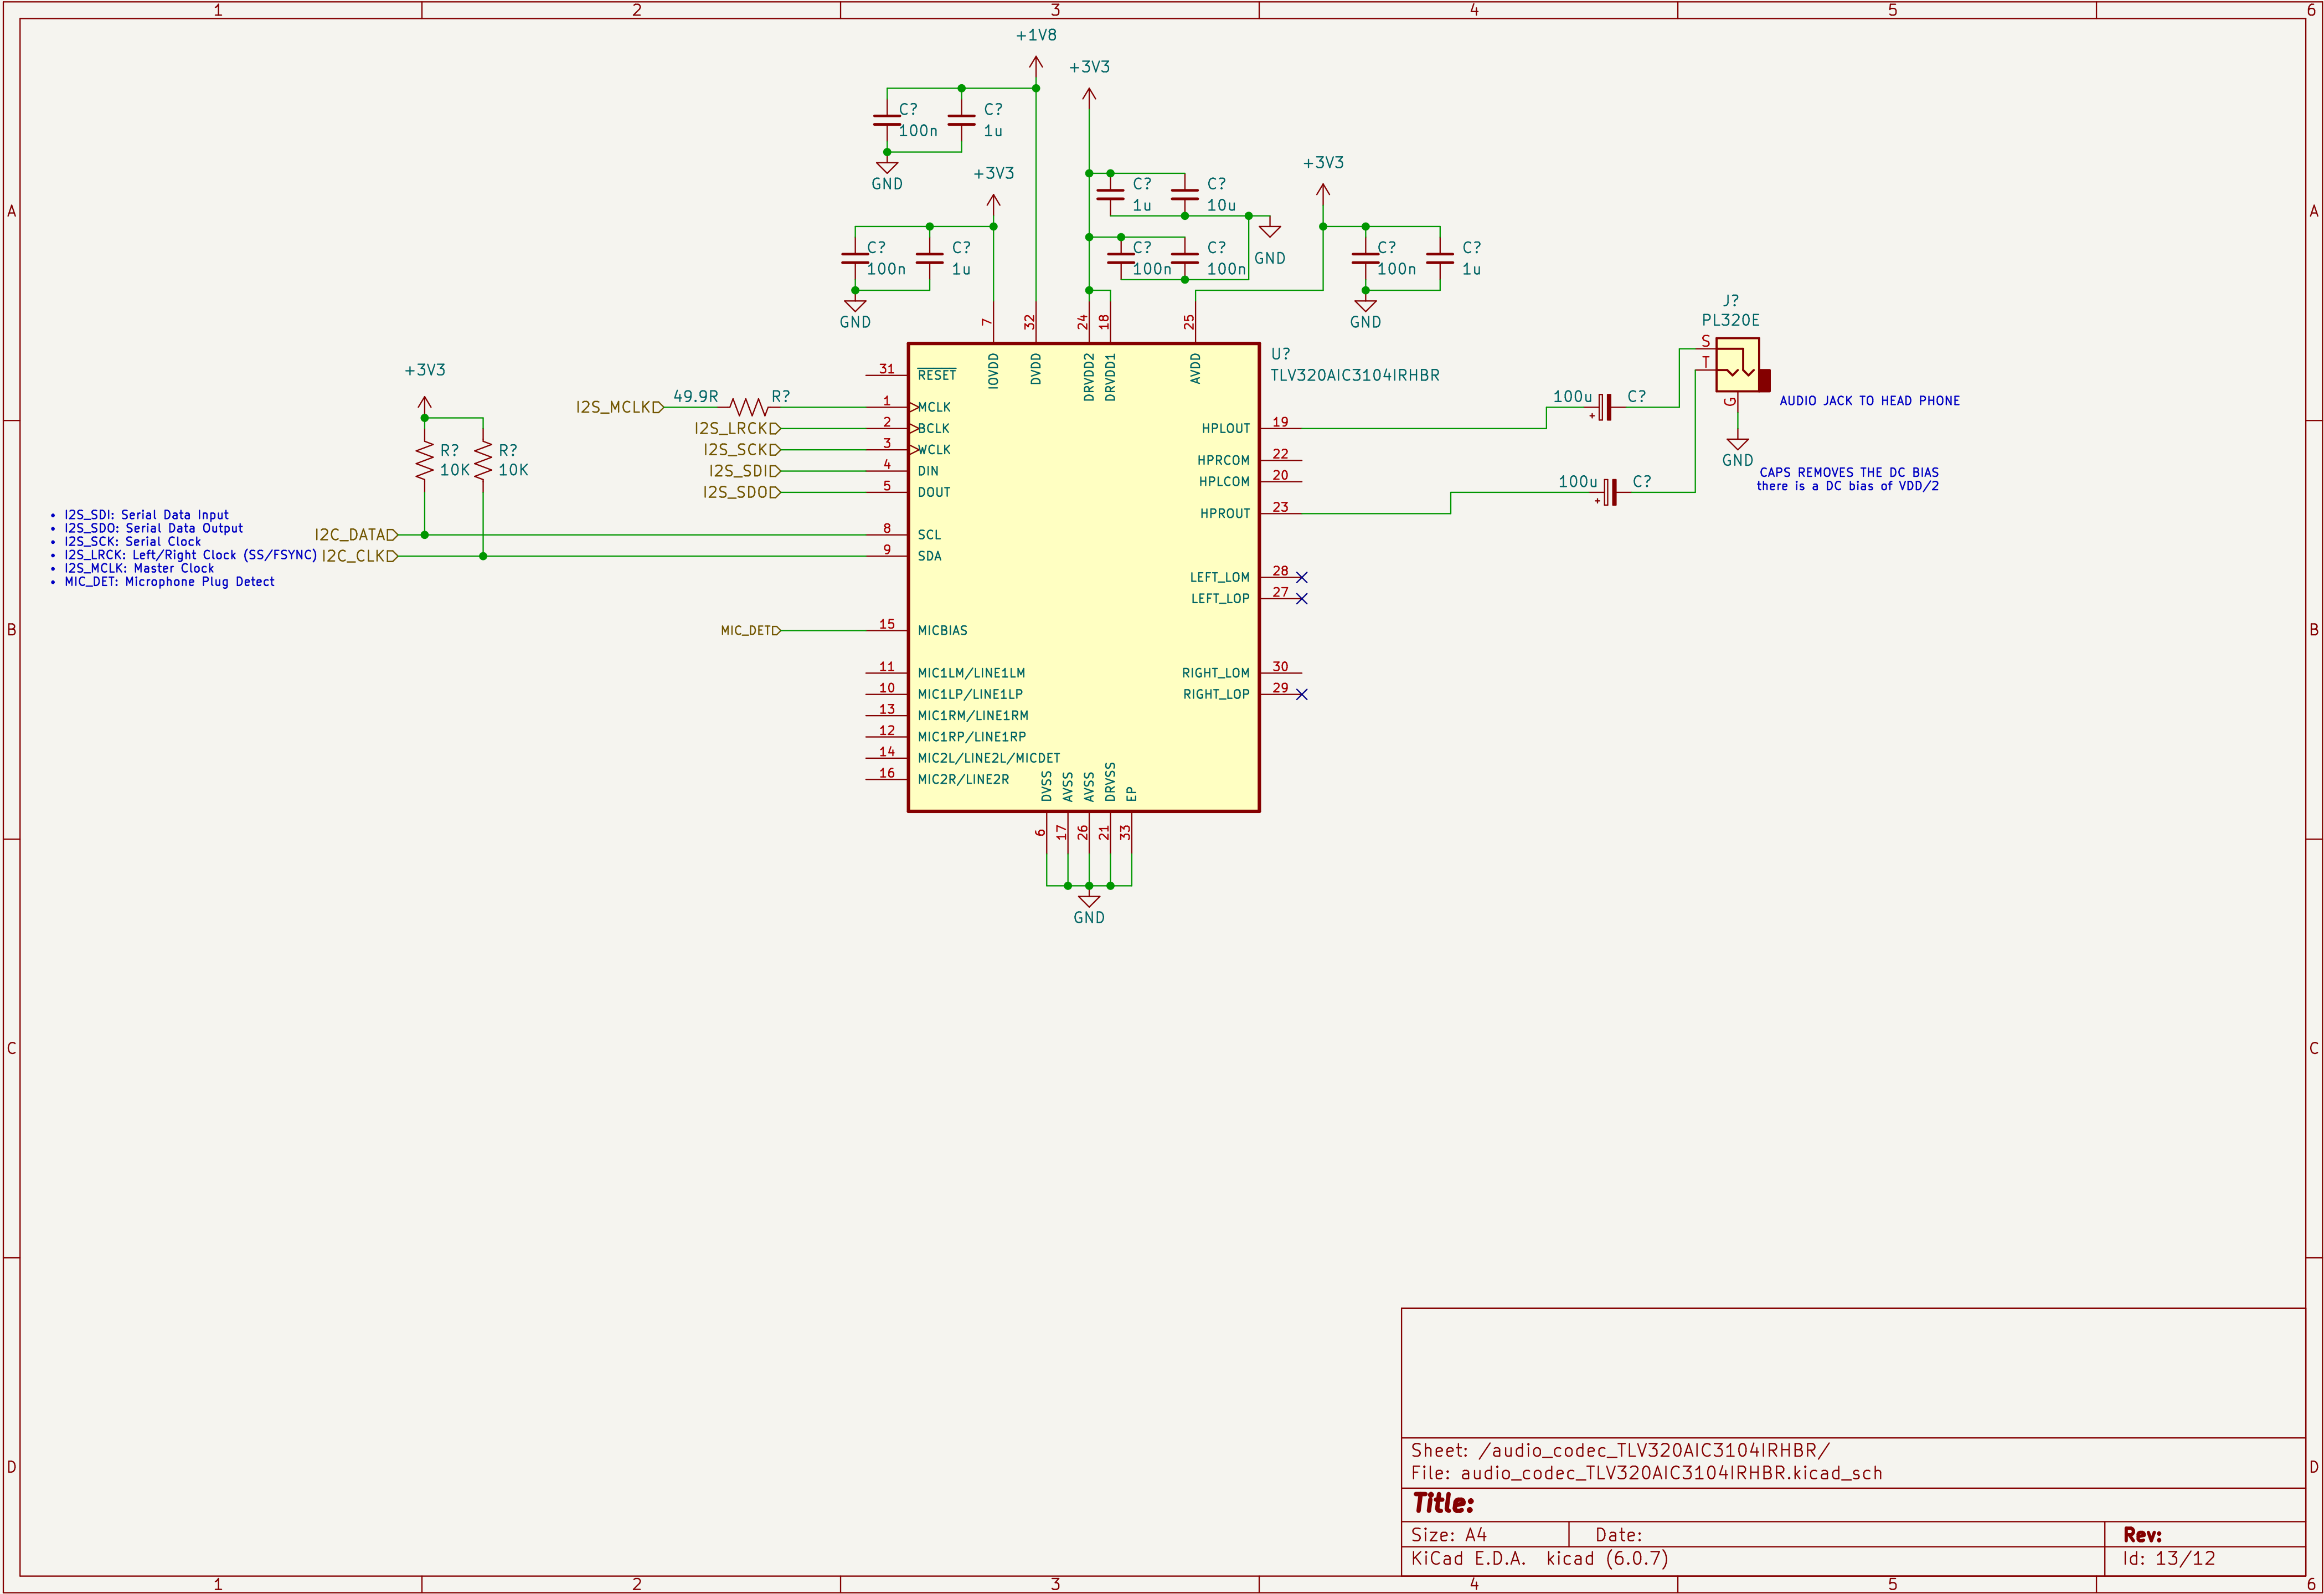 1 2 3 4 5 6
+1V8
+3V3
C? C?
100n 1u
GND
+3V3
C? C?
1u 10u
GND
C? C?
100n 100n
+3V3
C? C?
100n 1u
GND
C? C?
100n 1u
GND
A A
7 IOVDD
32 DVDD
24 DRVDD2
18 DRVDD1
25 AVDD
U?
TLV320AIC3104IRHBR
31 RESET
I2S_MCLK 49.9R R? 1 MCLK
I2S_LRCK 2 BCLK
I2S_SCK 3 WCLK
I2S_SDI 4 DIN
I2S_SDO 5 DOUT
+3V3
R? R?
10K 10K
I2C_DATA 8 SCL
I2C_CLK 9 SDA
• I2S_SDI: Serial Data Input
• I2S_SDO: Serial Data Output
• I2S_SCK: Serial Clock
• I2S_LRCK: Left/Right Clock (SS/FSYNC)
• I2S_MCLK: Master Clock
• MIC_DET: Microphone Plug Detect
MIC_DET 15 MICBIAS
11 MIC1LM/LINE1LM
10 MIC1LP/LINE1LP
13 MIC1RM/LINE1RM
12 MIC1RP/LINE1RP
14 MIC2L/LINE2L/MICDET
16 MIC2R/LINE2R
HPLOUT 19
HPRCOM 22
HPLCOM 20
HPROUT 23
LEFT_LOM 28
LEFT_LOP 27
RIGHT_LOM 30
RIGHT_LOP 29
100u C?
+
100u C?
+
J?
PL320E
S
T
G
GND
AUDIO JACK TO HEAD PHONE
CAPS REMOVES THE DC BIAS
there is a DC bias of VDD/2
B B
DVSS 6
AVSS 17
AVSS 26
DRVSS 21
EP 33
GND
C C
D D
Sheet: /audio_codec_TLV320AIC3104IRHBR/
File: audio_codec_TLV320AIC3104IRHBR.kicad_sch
Title:
Size: A4 Date: Rev:
KiCad E.D.A. kicad (6.0.7) Id: 13/12
1 2 3 4 5 6